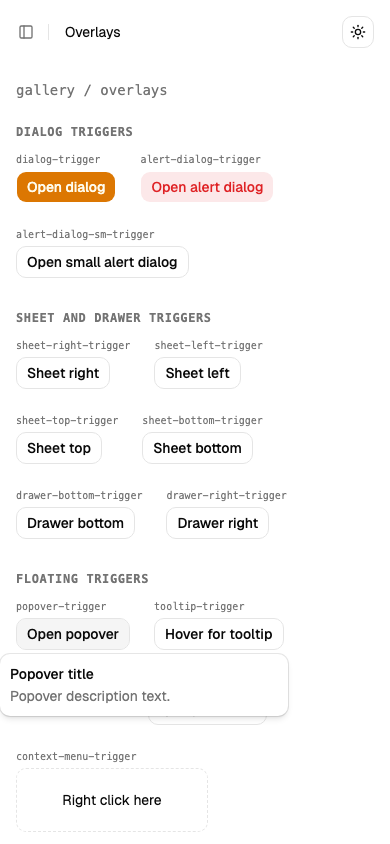 Overlays
gallery / overlays
DIALOG TRIGGERS
dialog-trigger
alert-dialog-trigger
Open dialog
Open alert dialog
alert-dialog-sm-trigger
Open small alert dialog
SHEET AND DRAWER TRIGGERS
sheet-right-trigger
sheet-left-trigger
Sheet right
Sheet left
sheet-top-trigger
sheet-bottom-trigger
Sheet top
Sheet bottom
drawer-bottom-trigger
drawer-right-trigger
Drawer bottom
Drawer right
FLOATING TRIGGERS
popover-trigger
tooltip-trigger
Open popover
Hover for tooltip
Popover title
Popover description text.
context-menu-trigger
Right click here